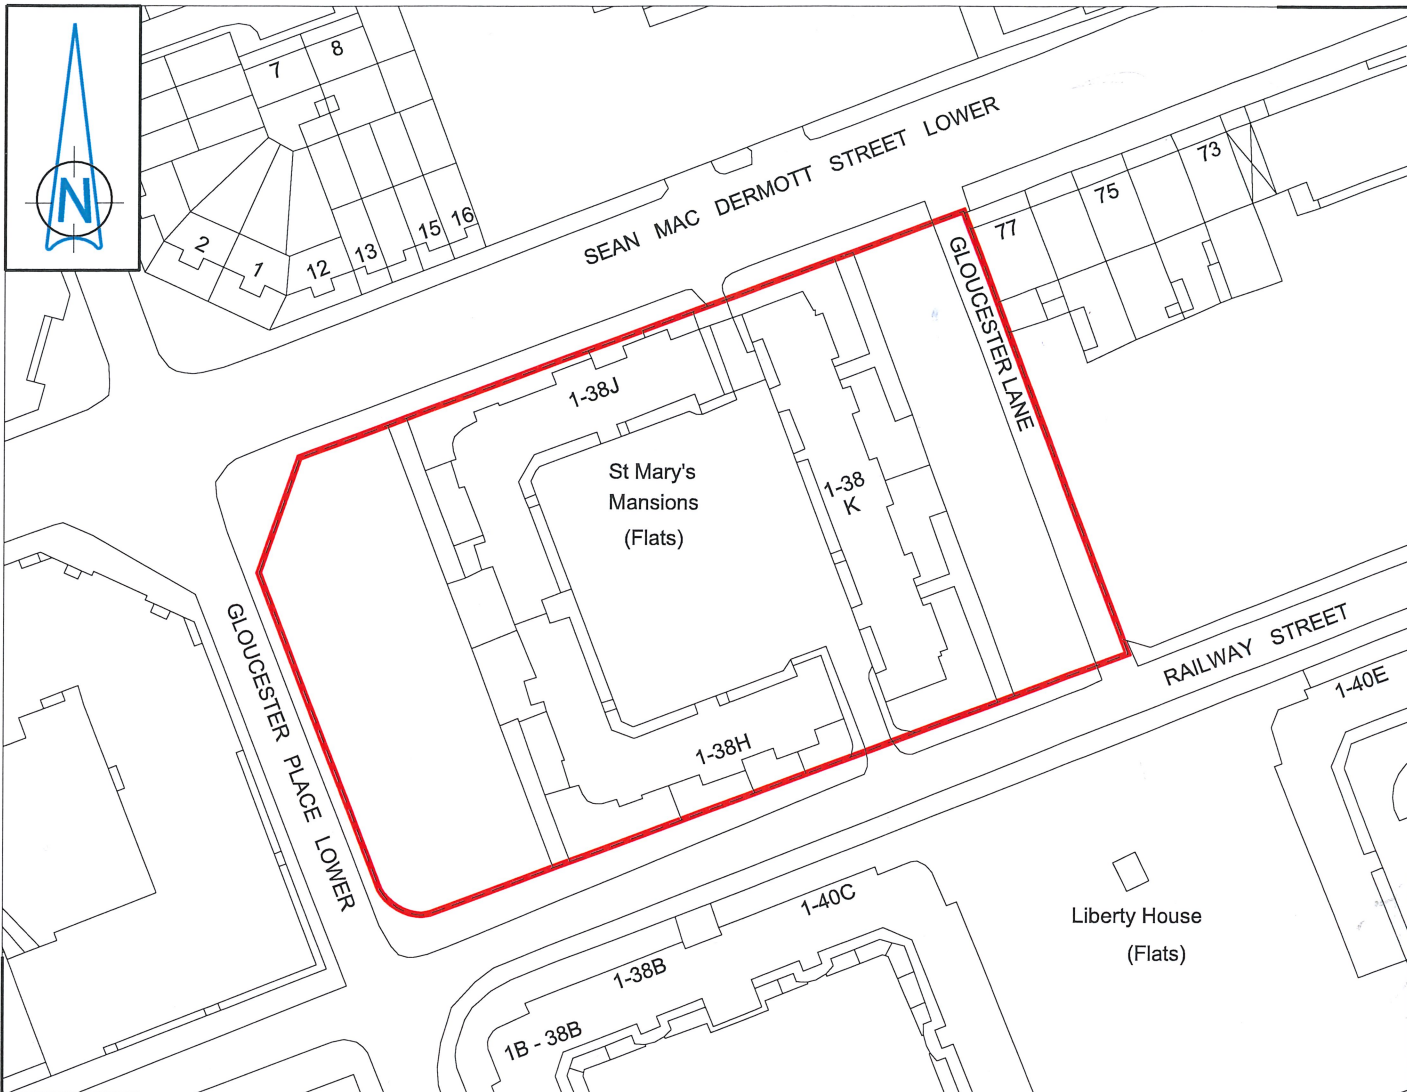 N
8
7
2
1
12
13
15
16
SEAN MAC DERMOTT STREET LOWER
73
75
77
GLOUCESTER LANE
1-38J
St Mary's
Mansions
(Flats)
1-38
K
1-38H
GLOUCESTER PLACE LOWER
RAILWAY STREET
1-40E
1-40C
1-38B
1B - 38B
Liberty House
(Flats)